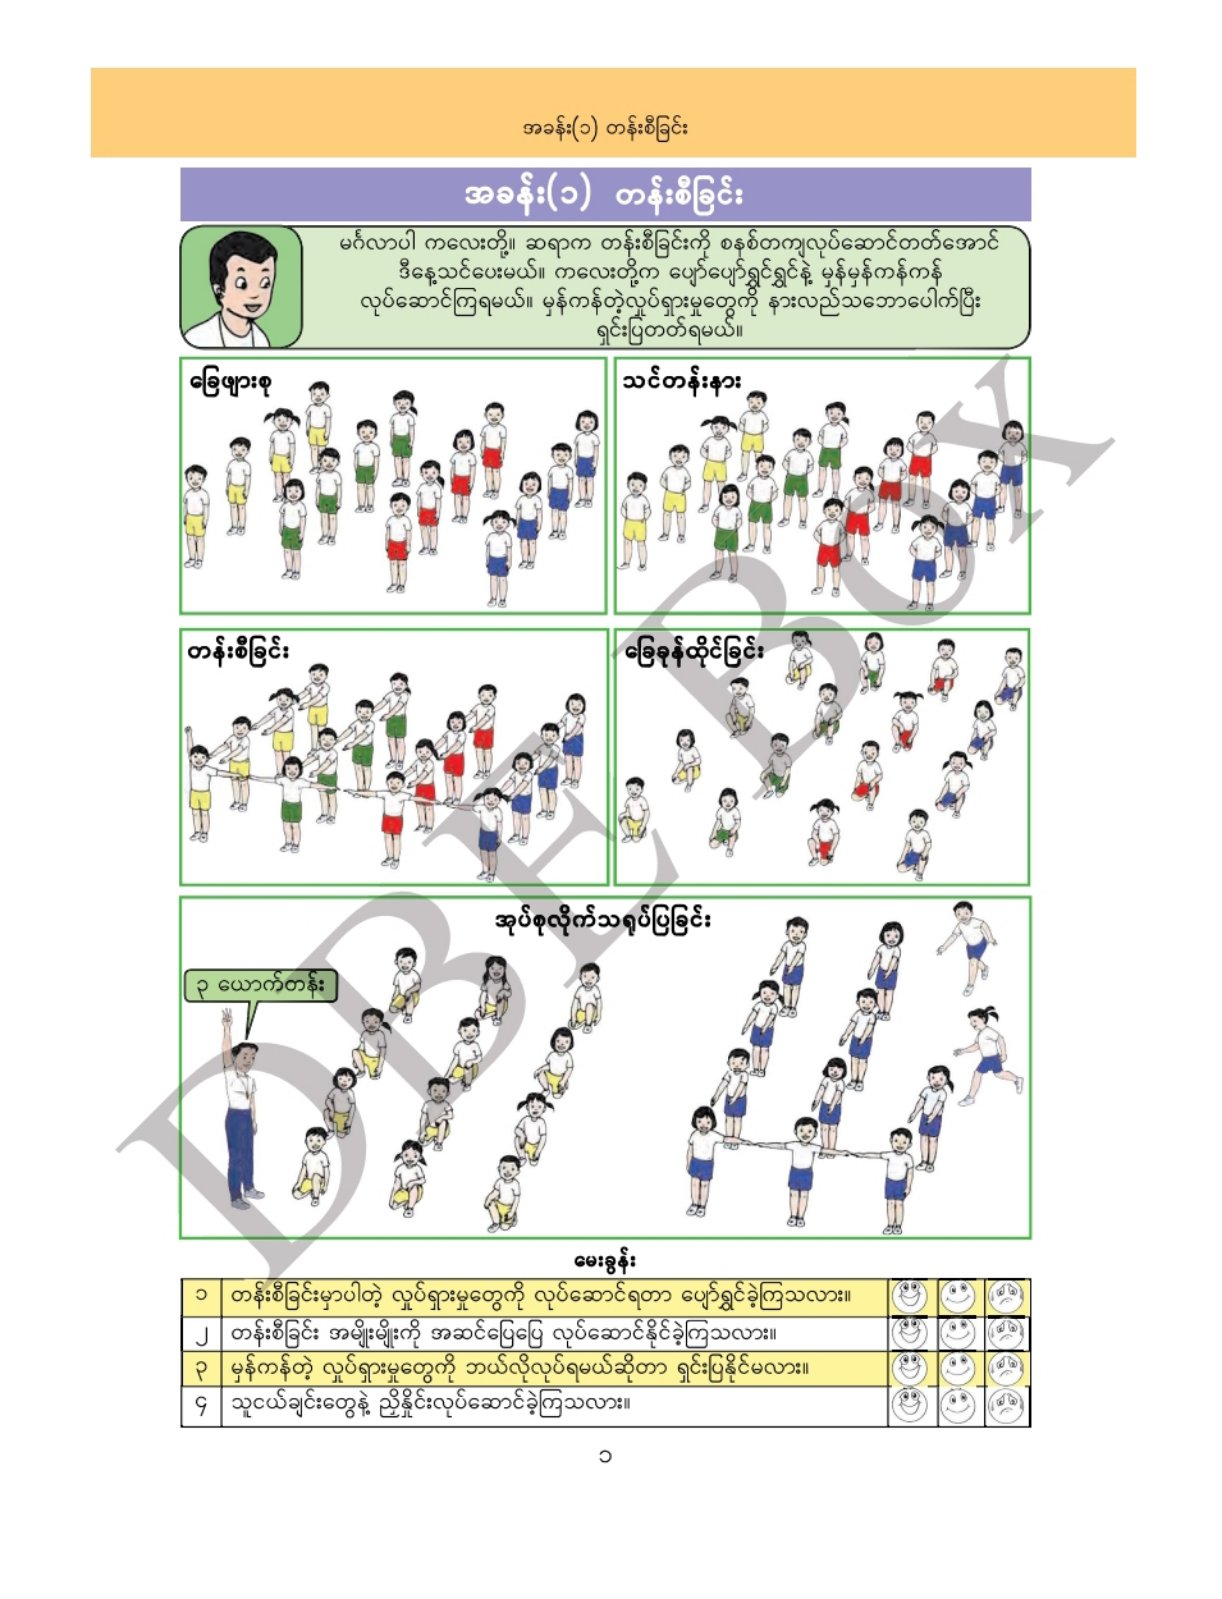 အခန်း(၁) တန်းစီခြင်း
အခန်း(၁) တန်းစီခြင်း
မင်္ဂလာပါ ကလေးတို့။ ဆရာက တန်းစီခြင်းကို စနစ်တကျလုပ်ဆောင်တတ်အောင်
ဒီနေ့သင်ပေးမယ်။ ကလေးတို့က ပျော်ပျော်ရွှင်ရွှင်နဲ့ မှန်မှန်ကန်ကန်
လုပ်ဆောင်ကြရမယ်။ မှန်ကန်တဲ့လှုပ်ရှားမှုတွေကို နားလည်သဘောပေါက်ပြီး
ရှင်းပြတတ်ရမယ်။
ခြေဖျားစု
သင်တန်းနား
တန်းစီခြင်း
ခြေခုန်ထိုင်ခြင်း
အုပ်စုလိုက်သရုပ်ပြခြင်း
၃ ယောက်တန်း
DBE BOX
မေးခွန်း
၁ တန်းစီခြင်းမှာပါတဲ့ လှုပ်ရှားမှုတွေကို လုပ်ဆောင်ရတာ ပျော်ရွှင်ခဲ့ကြသလား။
၂ တန်းစီခြင်း အမျိုးမျိုးကို အဆင်ပြေပြေ လုပ်ဆောင်နိုင်ခဲ့ကြသလား။
၃ မှန်ကန်တဲ့ လှုပ်ရှားမှုတွေကို ဘယ်လိုလုပ်ရမယ်ဆိုတာ ရှင်းပြနိုင်မလား။
၄ သူငယ်ချင်းတွေနဲ့ ညှိနှိုင်းလုပ်ဆောင်ခဲ့ကြသလား။
၁